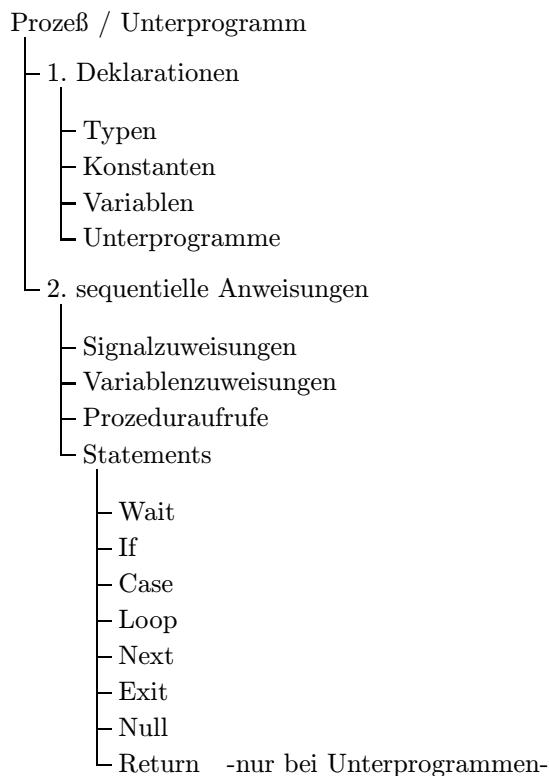 Prozeß / Unterprogramm
1. Deklarationen
Typen
Konstanten
Variablen
Unterprogramme
2. sequentielle Anweisungen
Signalzuweisungen
Variablenzuweisungen
Prozeduraufrufe
Statements
Wait
If
Case
Loop
Next
Exit
Null
Return -nur bei Unterprogrammen-